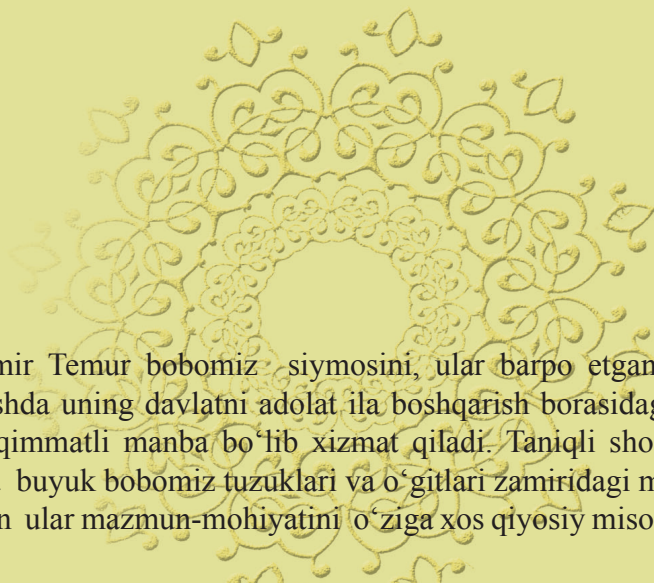 mir Temur bobomiz siymosini, ular barpo etgan
shda uning davlatni adolat ila boshqarish borasidag
qimmatli manba bo‘lib xizmat qiladi. Taniqli sho
buyuk bobomiz tuzuklari va o‘gitlari zamiridagi m
n ular mazmun-mohiyatini o‘ziga xos qiyosiy miso